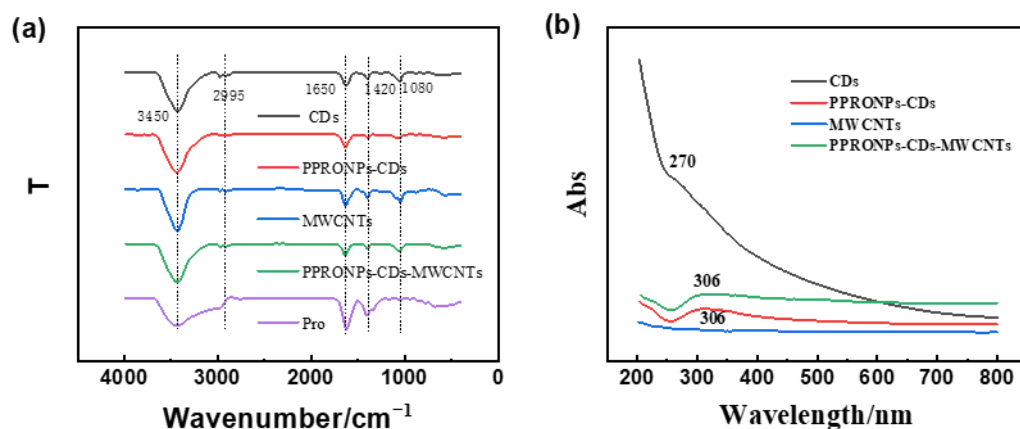 (a)
T
3450
2995
1650
1420
1080
CDs
PPRONPs-CDs
MWCNTs
PPRONPs-CDs-MWCNTs
Pro
4000 3000 2000 1000 0
Wavenumber/cm⁻¹
(b)
Abs
270
CDs
PPRONPs-CDs
MWCNTs
PPRONPs-CDs-MWCNTs
306
306
200 300 400 500 600 700 800
Wavelength/nm